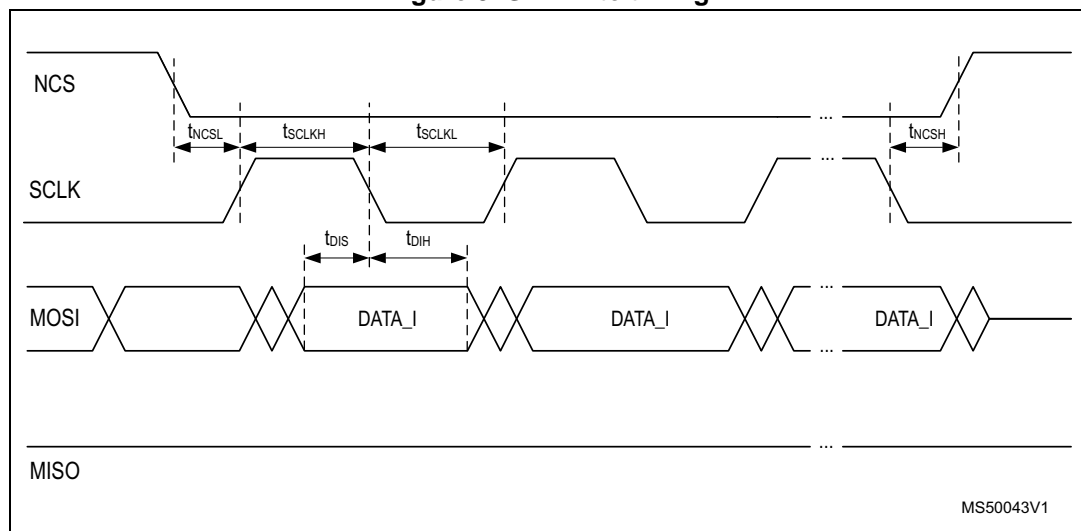 NCS
tNCSL tSCLKH tSCLKL ... tNCSH
SCLK ...
tDIS tDIH
MOSI DATA_I DATA_I ... DATA_I
...
...
MISO
MS50043V1